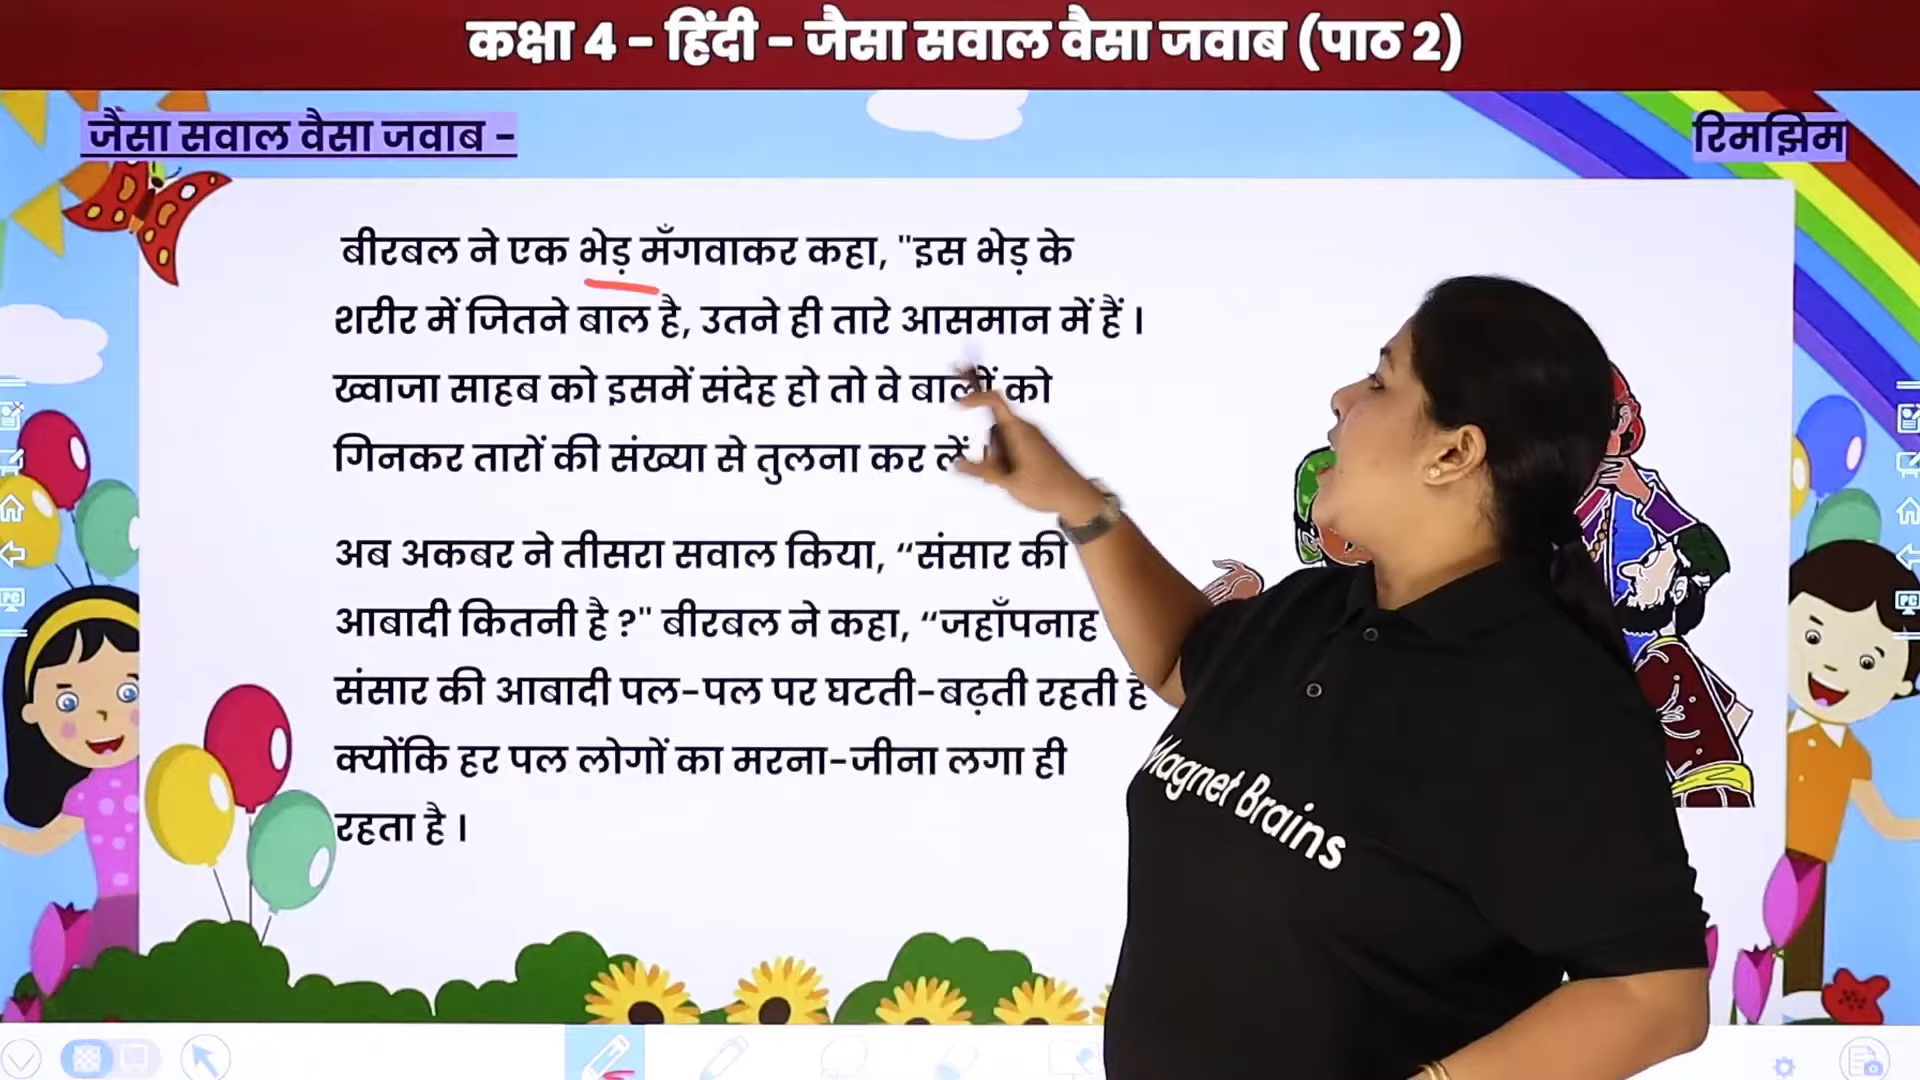 कक्षा 4 - हिंदी - जैसा सवाल वैसा जवाब (पाठ 2)
जैसा सवाल वैसा जवाब -
रिमझिम
बीरबल ने एक भेड़ मँगवाकर कहा, "इस भेड़ के
शरीर में जितने बाल है, उतने ही तारे आसमान में हैं ।
ख्वाजा साहब को इसमें संदेह हो तो वे बालों को
गिनकर तारों की संख्या से तुलना कर लें
अब अकबर ने तीसरा सवाल किया, “संसार की
आबादी कितनी है ?" बीरबल ने कहा, “जहाँपनाह
संसार की आबादी पल-पल पर घटती-बढ़ती रहती है
क्योंकि हर पल लोगों का मरना-जीना लगा ही
रहता है ।
Magnet Brains
PC
PC